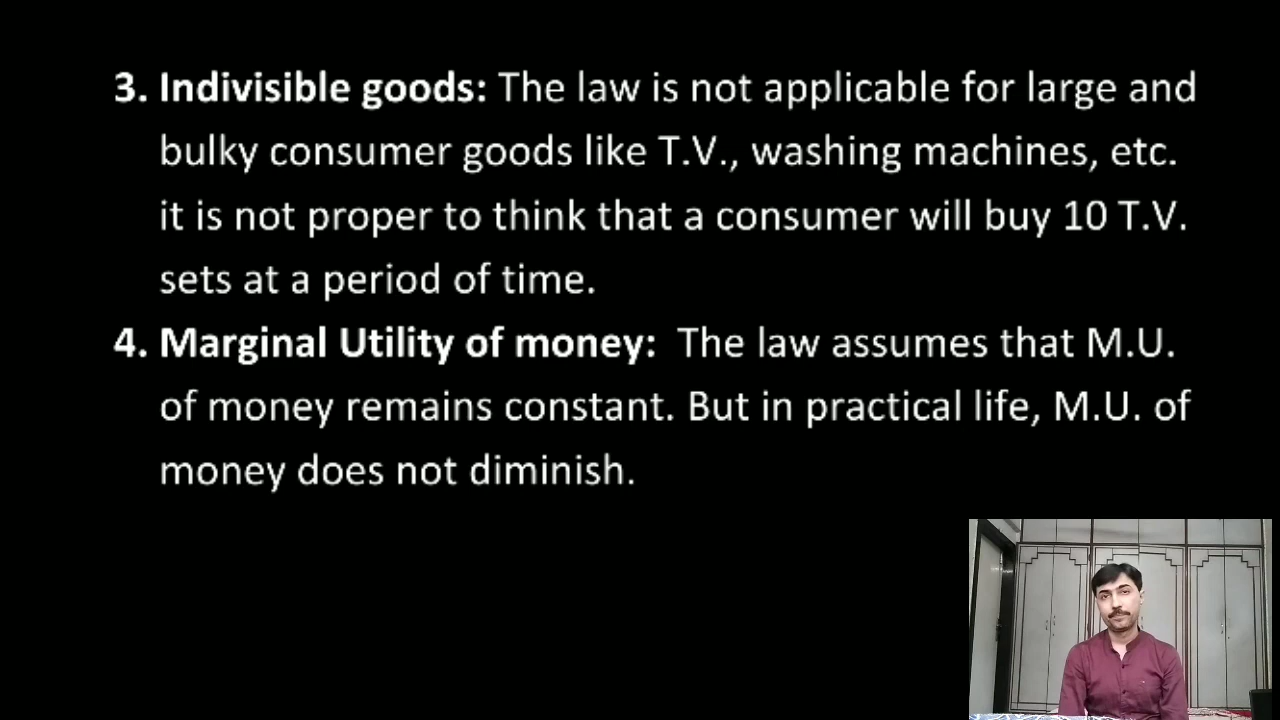 3. Indivisible goods: The law is not applicable for large and
bulky consumer goods like T.V., washing machines, etc.
it is not proper to think that a consumer will buy 10 T.V.
sets at a period of time.
4. Marginal Utility of money: The law assumes that M.U.
of money remains constant. But in practical life, M.U. of
money does not diminish.